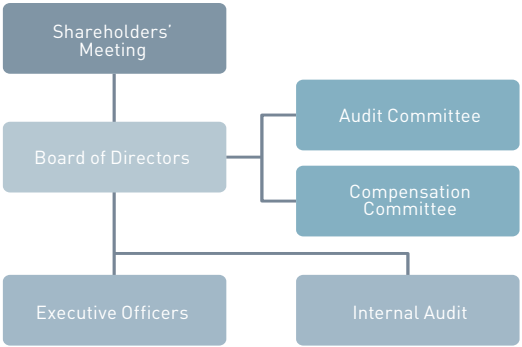 Shareholders’
Meeting
Board of Directors
Audit Committee
Compensation
Committee
Executive Officers
Internal Audit